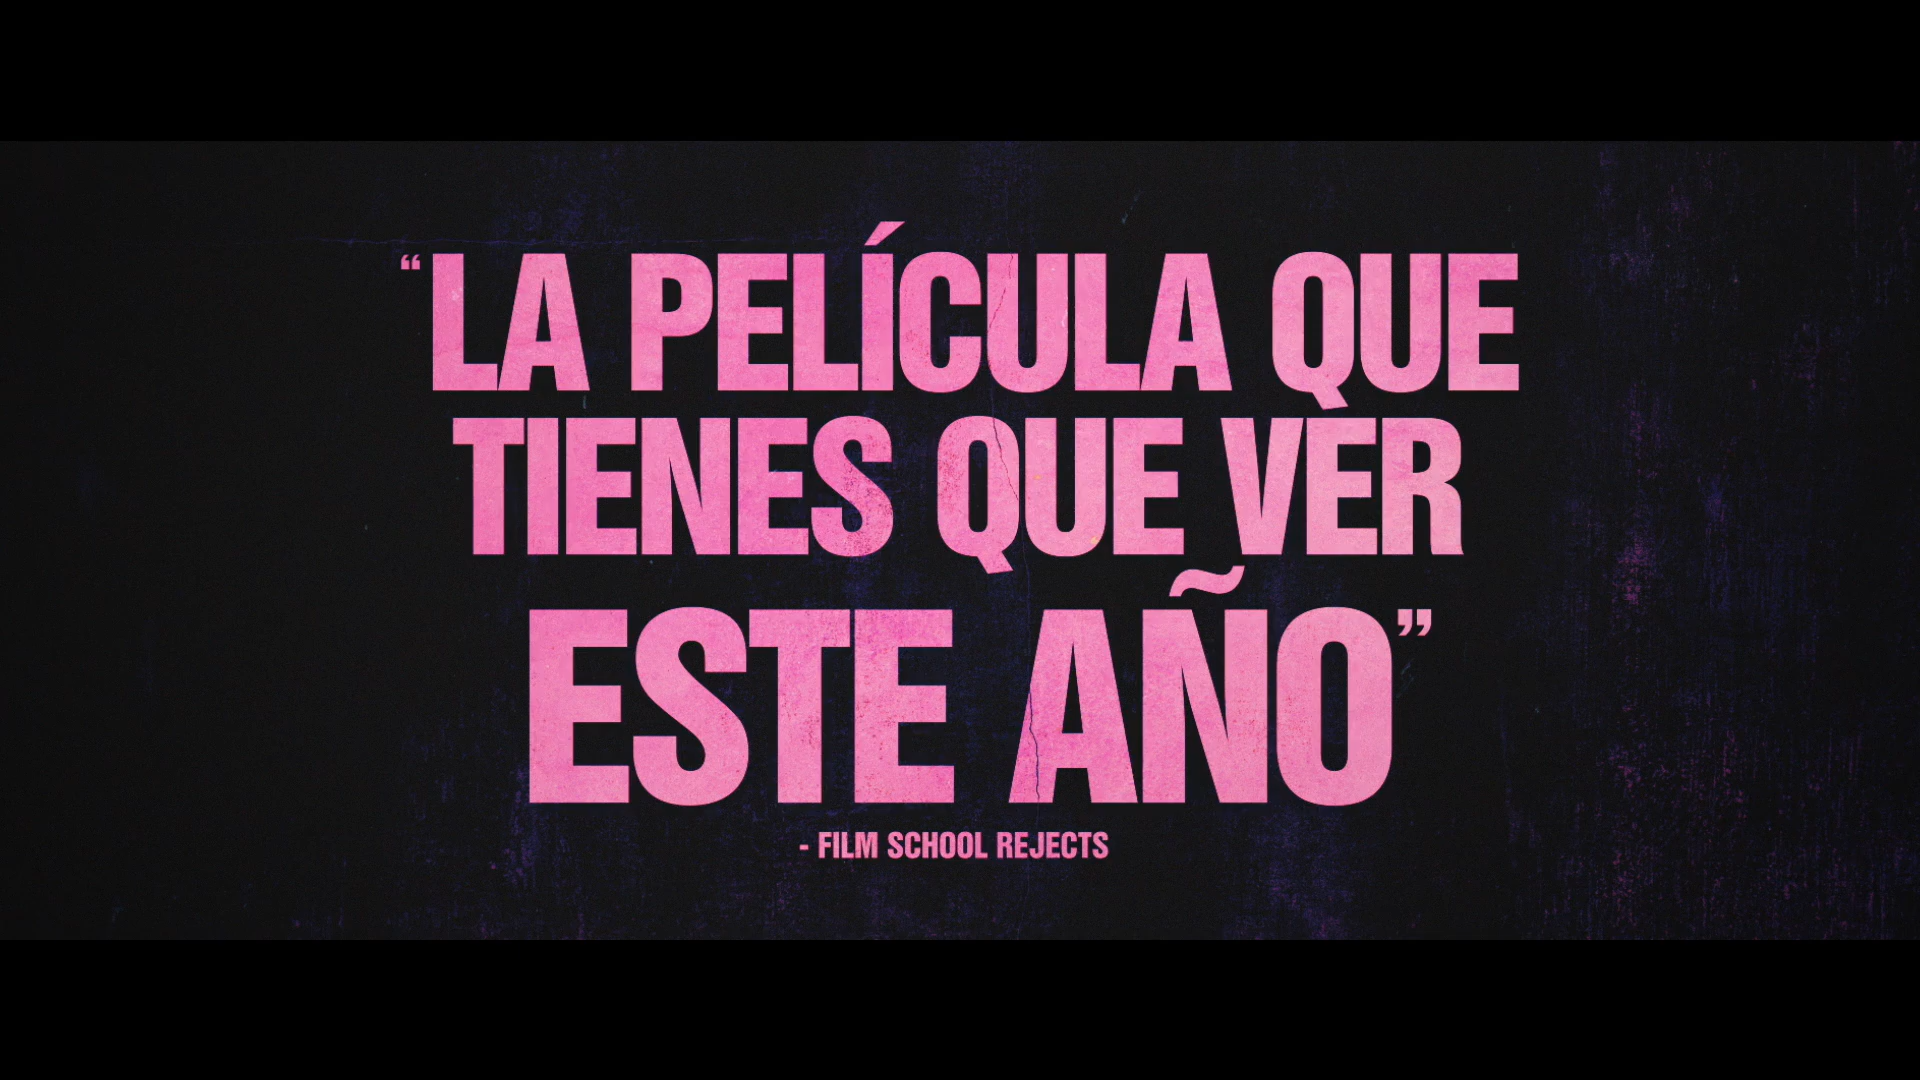 “LA PELÍCULA QUE
TIENES QUE VER
ESTE AÑO”
- FILM SCHOOL REJECTS